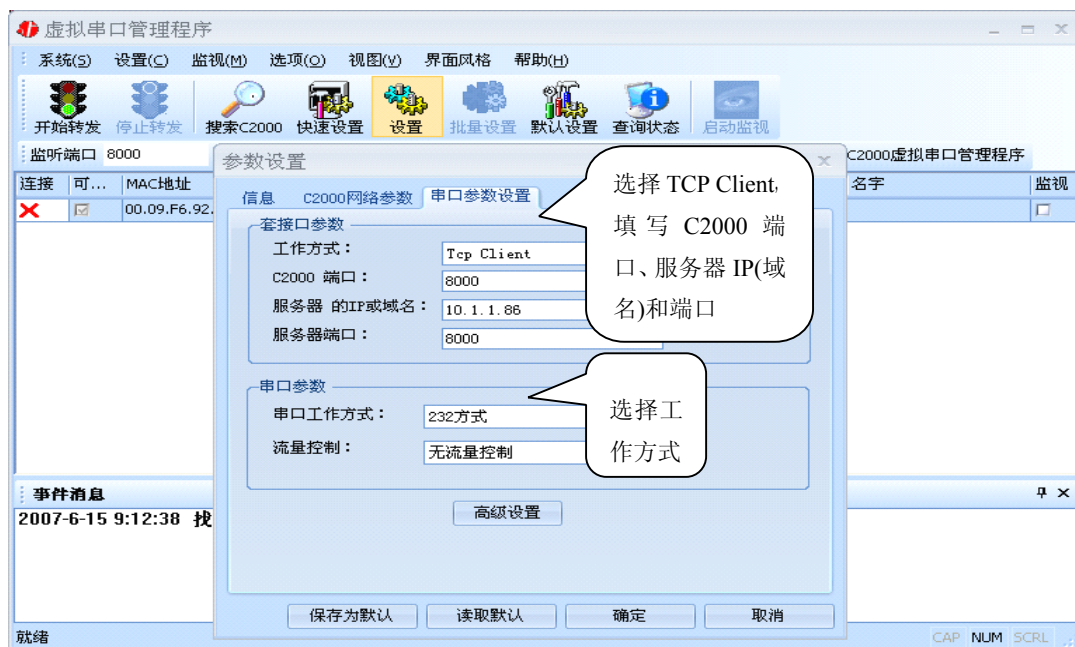 虚拟串口管理程序
系统(S) 设置(C) 监视(M) 选项(O) 视图(V) 界面风格 帮助(H)
开始转发 停止转发 搜索C2000 快速设置 设置 批量设置 默认设置 查询状态 启动监视
监听端口 8000
C2000虚拟串口管理程序
连接 可... MAC地址 名字 监视
00.09.F6.92.
参数设置
信息 C2000网络参数 串口参数设置
套接口参数
工作方式： Tcp Client
C2000 端口： 8000
服务器 的IP或域名： 10.1.1.86
服务器端口： 8000
选择 TCP Client,
填 写 C2000 端
口、服务器 IP(域
名)和端口
串口参数
串口工作方式： 232方式
流量控制： 无流量控制
选择工
作方式
高级设置
保存为默认 读取默认 确定 取消
事件消息
2007-6-15 9:12:38 找
就绪
CAP NUM SCRL